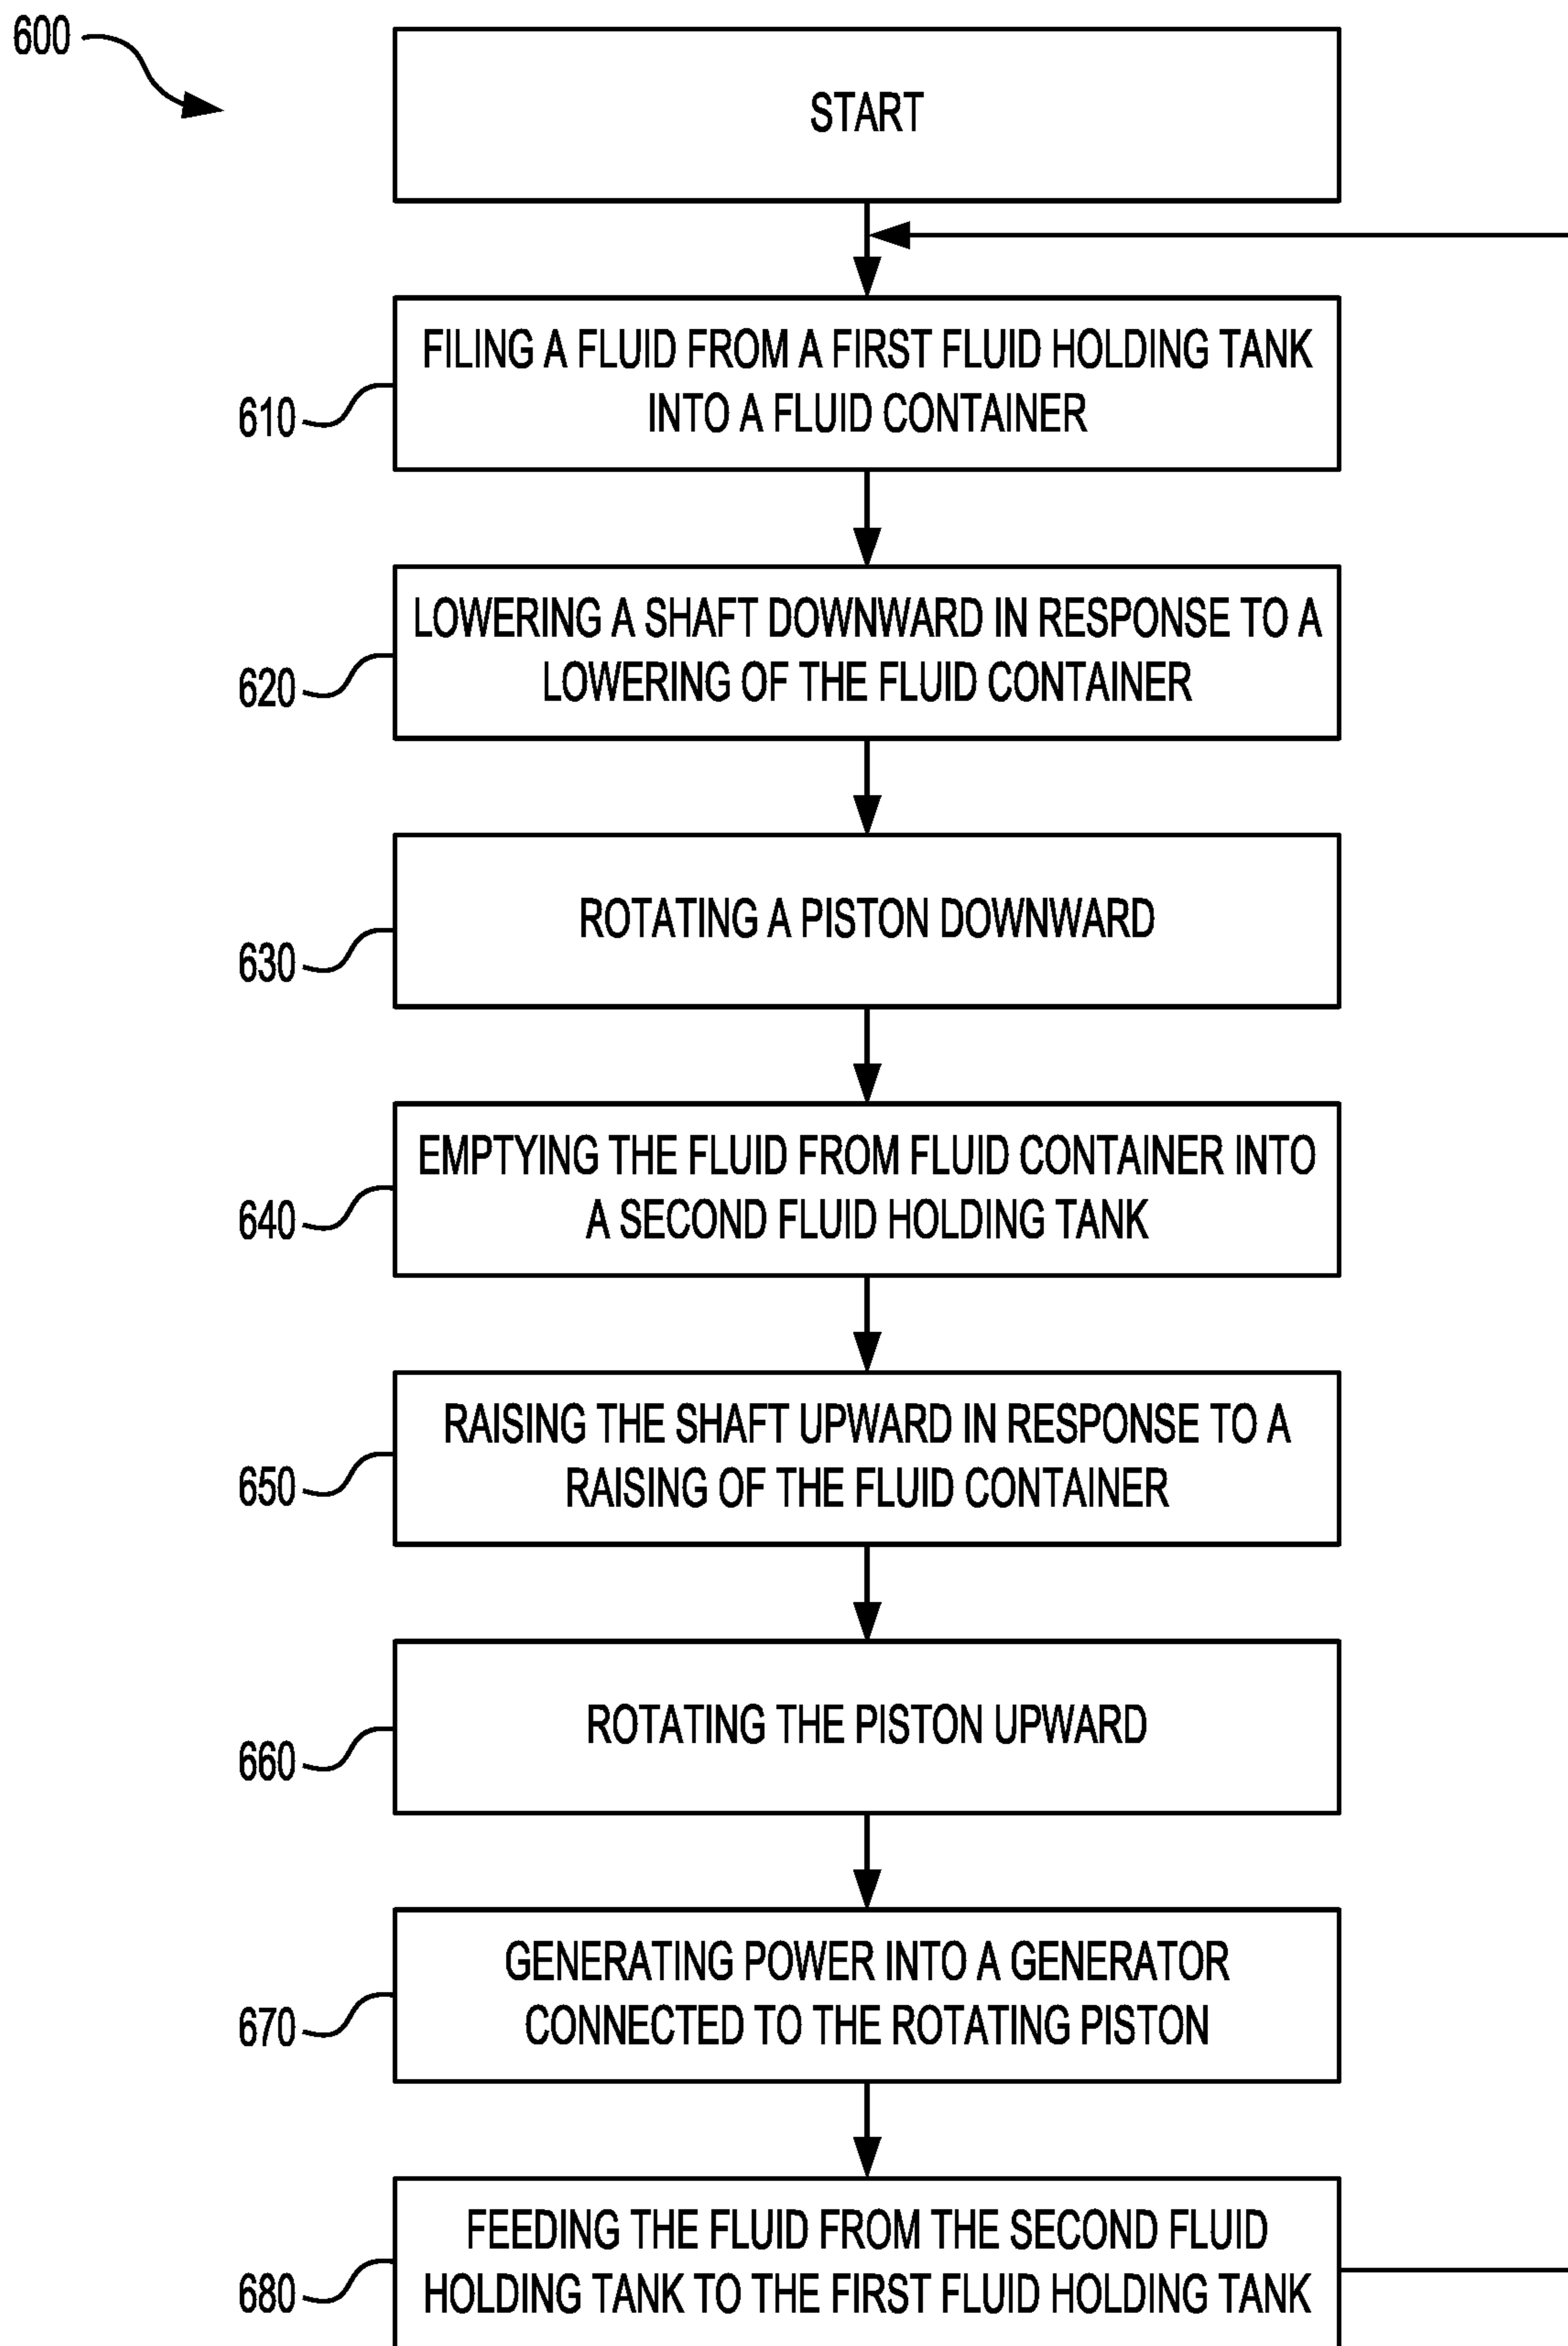 600
START
FILING A FLUID FROM A FIRST FLUID HOLDING TANK
INTO A FLUID CONTAINER
610
LOWERING A SHAFT DOWNWARD IN RESPONSE TO A
LOWERING OF THE FLUID CONTAINER
620
ROTATING A PISTON DOWNWARD
630
EMPTYING THE FLUID FROM FLUID CONTAINER INTO
A SECOND FLUID HOLDING TANK
640
RAISING THE SHAFT UPWARD IN RESPONSE TO A
RAISING OF THE FLUID CONTAINER
650
ROTATING THE PISTON UPWARD
660
GENERATING POWER INTO A GENERATOR
CONNECTED TO THE ROTATING PISTON
670
FEEDING THE FLUID FROM THE SECOND FLUID
HOLDING TANK TO THE FIRST FLUID HOLDING TANK
680